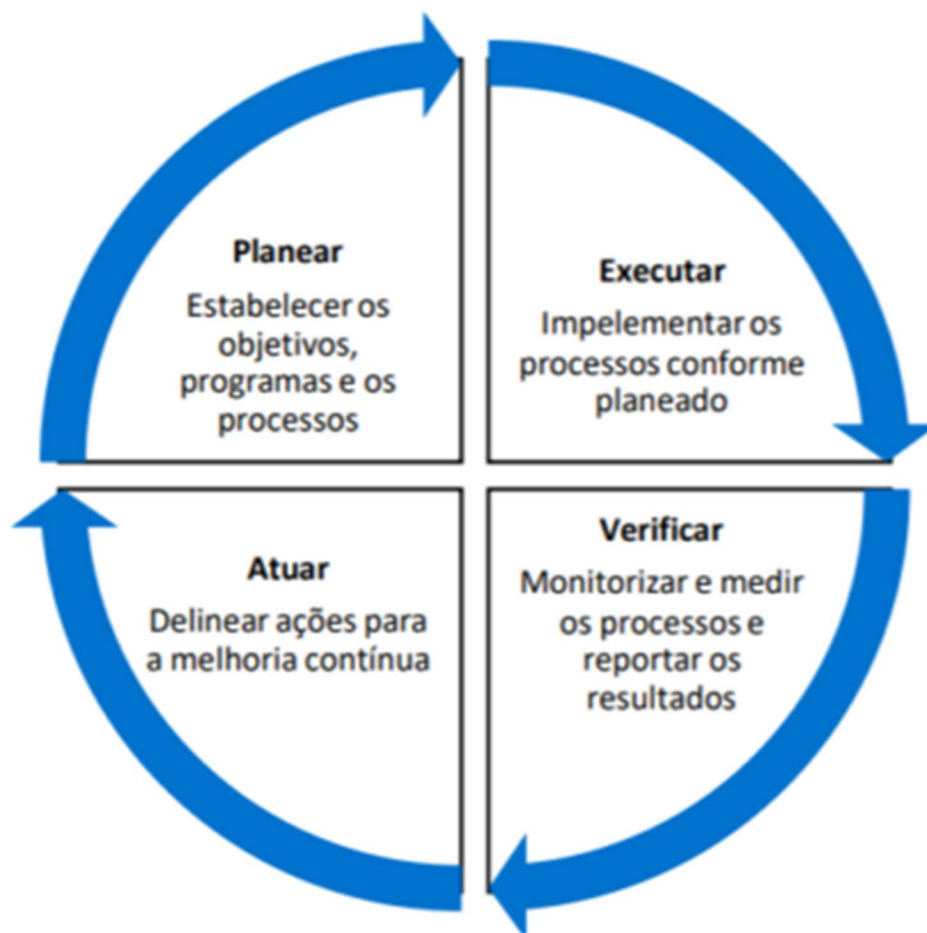 Planear
Estabelecer os
objetivos,
programas e os
processos
Executar
Impelementar os
processos conforme
planeado
Verificar
Monitorizar e medir
os processos e
reportar os
resultados
Atuar
Delinear ações para
a melhoria contínua